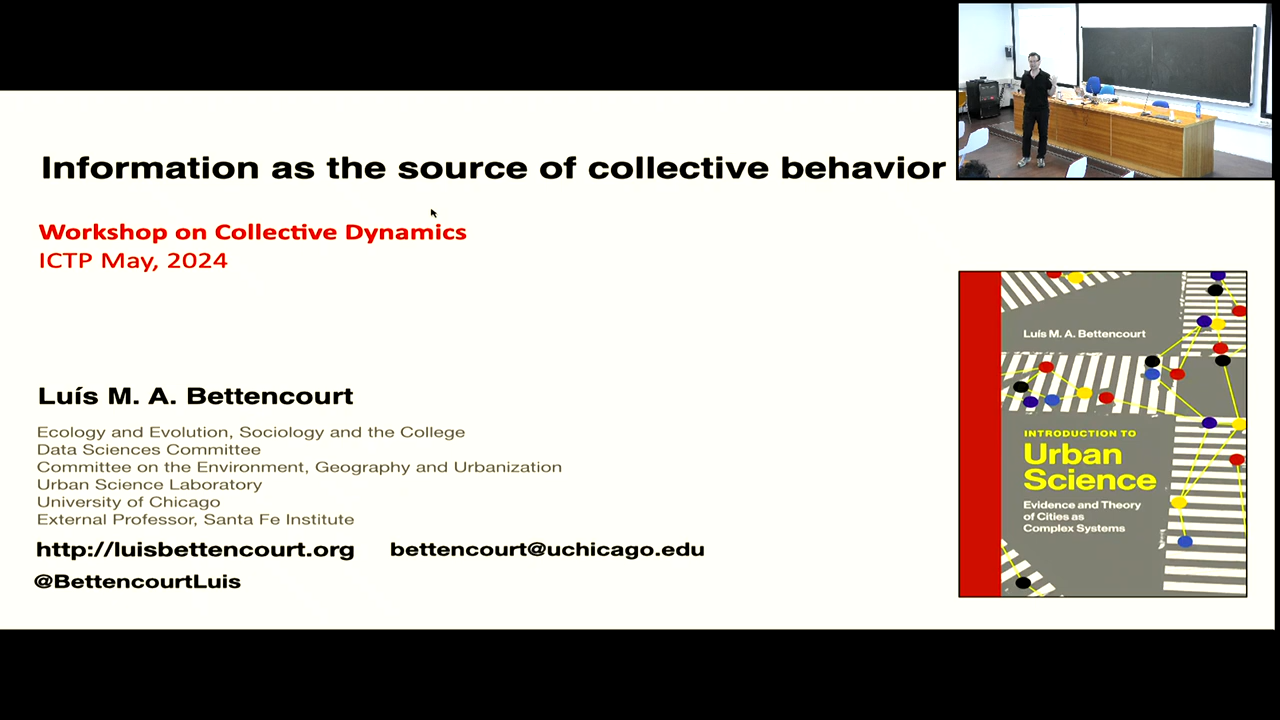 Information as the source of collective behavior
Workshop on Collective Dynamics
ICTP May, 2024
Luís M. A. Bettencourt
Ecology and Evolution, Sociology and the College
Data Sciences Committee
Committee on the Environment, Geography and Urbanization
Urban Science Laboratory
University of Chicago
External Professor, Santa Fe Institute
http://luisbettencourt.org bettencourt@uchicago.edu
@BettencourtLuis
Luís M. A. Bettencourt
INTRODUCTION TO
Urban
Science
Evidence and Theory
of Cities as
Complex Systems